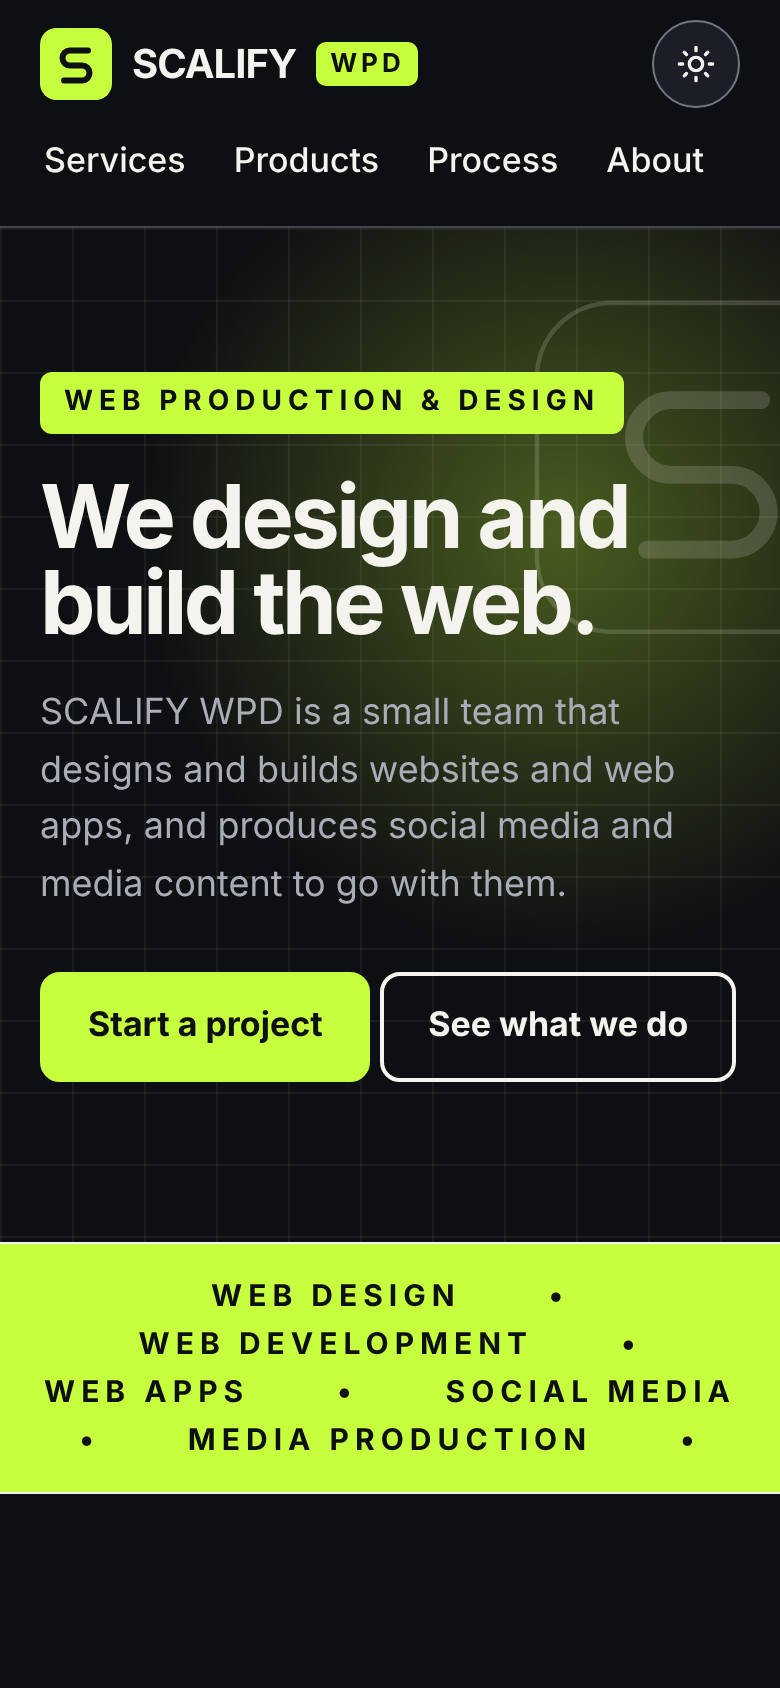 SCALIFY WPD
Services Products Process About
WEB PRODUCTION & DESIGN
We design and
build the web.
SCALIFY WPD is a small team that
designs and builds websites and web
apps, and produces social media and
media content to go with them.
Start a project See what we do
WEB DESIGN •
WEB DEVELOPMENT •
WEB APPS • SOCIAL MEDIA
• MEDIA PRODUCTION •